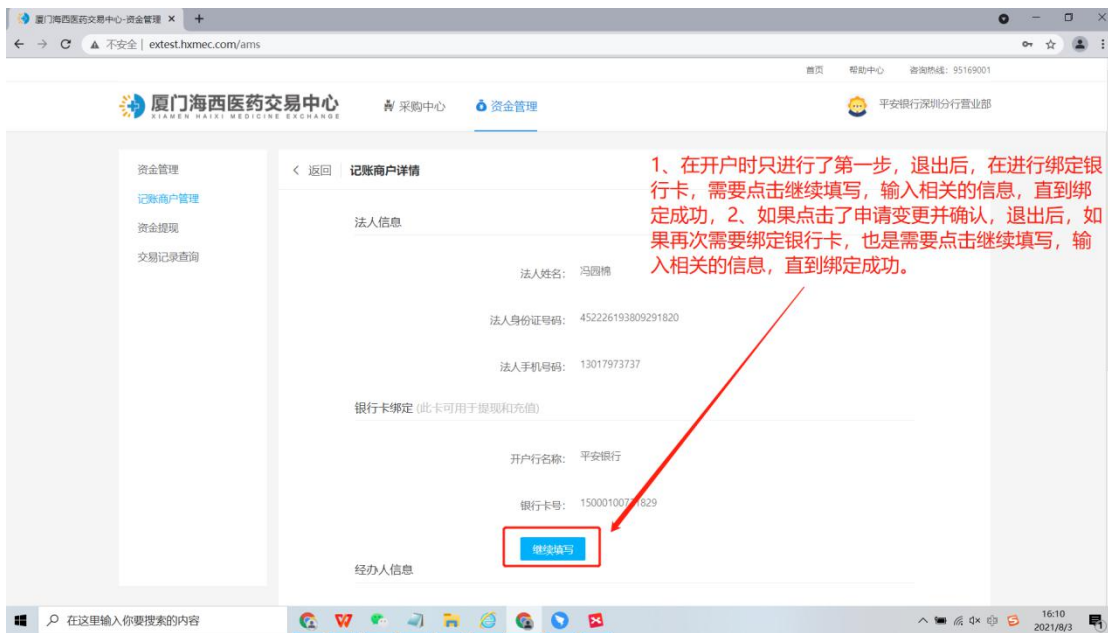 厦门海西医药交易中心-资金管理
不安全 | extest.hxmec.com/ams
首页 帮助中心 咨询热线: 95169001
厦门海西医药交易中心 采购中心 资金管理 平安银行深圳分行营业部
XIAMEN HAIXI MEDICINE EXCHANGE
资金管理
记账商户管理
资金提现
交易记录查询
< 返回 记账商户详情
1、在开户时只进行了第一步，退出后，在进行绑定银
行卡，需要点击继续填写，输入相关的信息，直到绑
定成功，2、如果点击了申请变更并确认，退出后，如
果再次需要绑定银行卡，也是需要点击继续填写，输
入相关的信息，直到绑定成功。
法人信息
法人姓名: 冯园棉
法人身份证号码: 452226193809291820
法人手机号码: 13017973737
银行卡绑定 (此卡可用于提现和充值)
开户行名称: 平安银行
银行卡号:
继续填写
经办人信息
在这里输入你要搜索的内容
16:10
2021/8/3